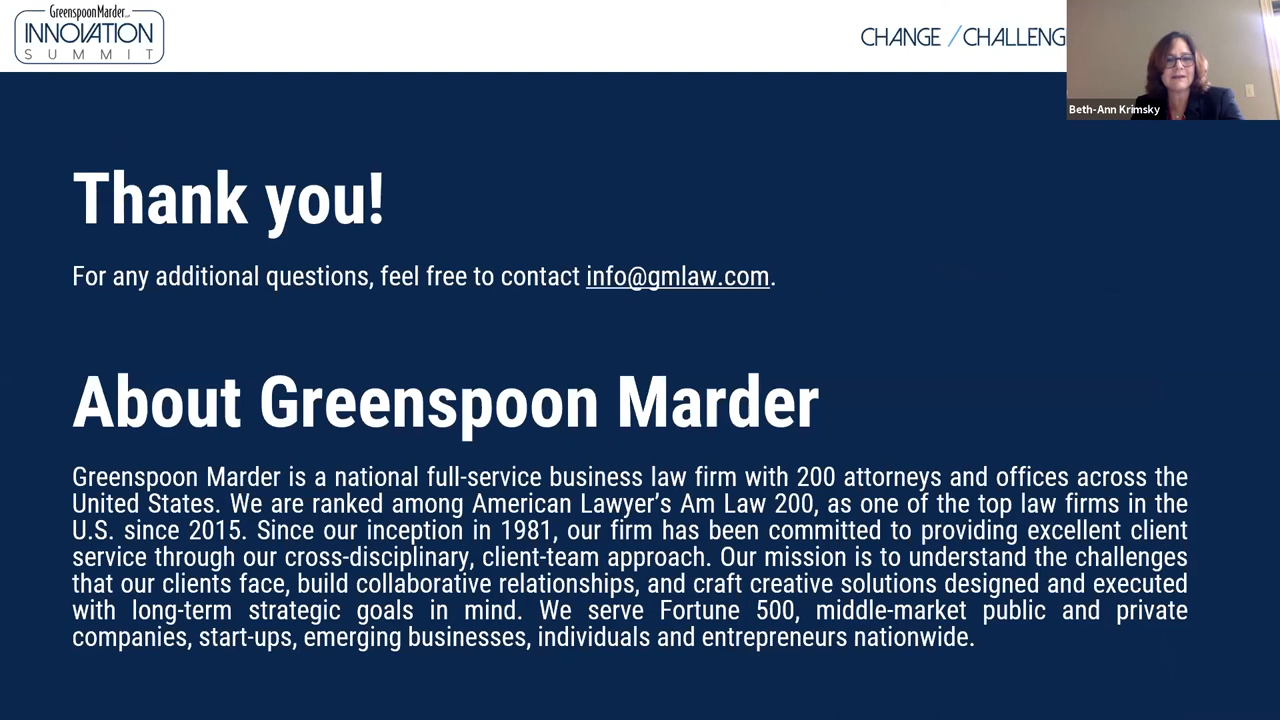 GreenspoonMarder LLP
INNOVATION
SUMMIT
CHANGE / CHALLENG
Beth-Ann Krimsky
Thank you!
For any additional questions, feel free to contact info@gmlaw.com.
About Greenspoon Marder
Greenspoon Marder is a national full-service business law firm with 200 attorneys and offices across the
United States. We are ranked among American Lawyer’s Am Law 200, as one of the top law firms in the
U.S. since 2015. Since our inception in 1981, our firm has been committed to providing excellent client
service through our cross-disciplinary, client-team approach. Our mission is to understand the challenges
that our clients face, build collaborative relationships, and craft creative solutions designed and executed
with long-term strategic goals in mind. We serve Fortune 500, middle-market public and private
companies, start-ups, emerging businesses, individuals and entrepreneurs nationwide.